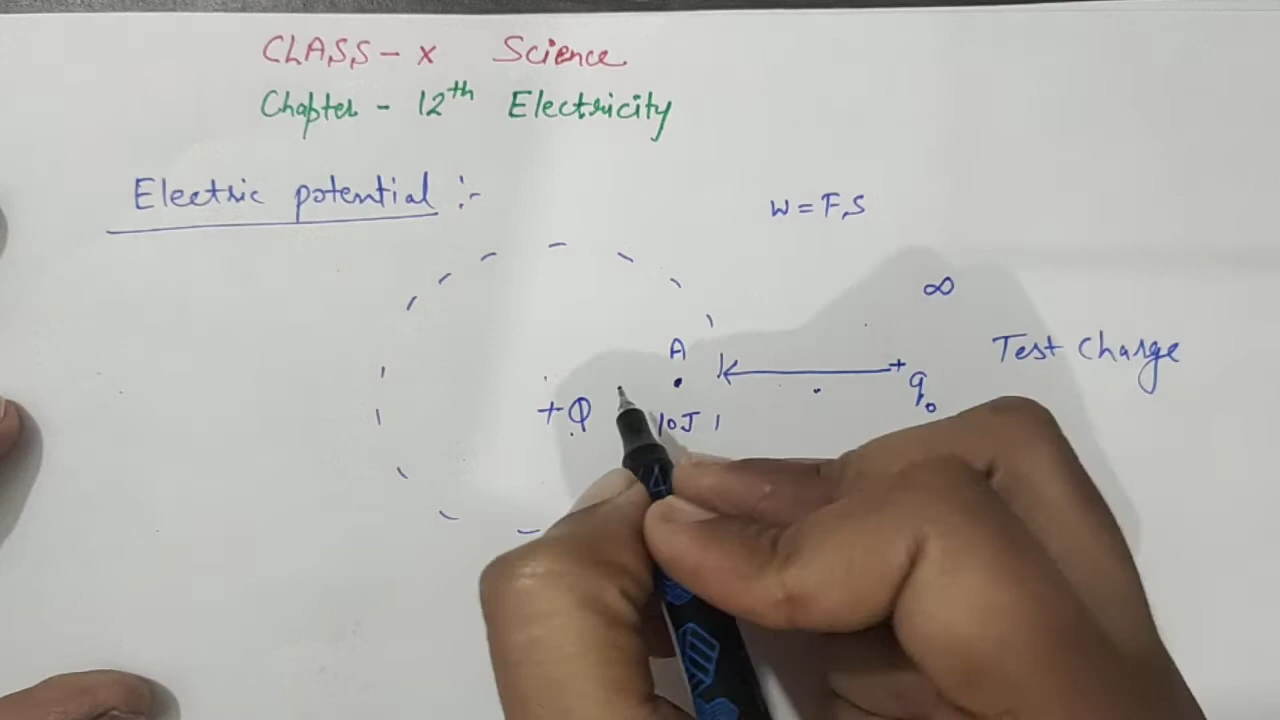 CLASS - X Science
Chapter - 12th Electricity
Electric potential :-
W = F.S
∞
A
Test Charge
+q₀
+Q
10J